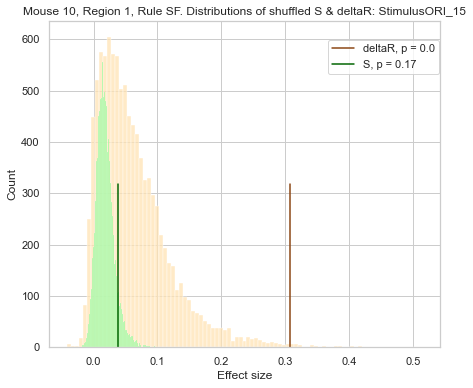 Mouse 10, Region 1, Rule SF. Distributions of shuffled S & deltaR: StimulusORI_15
deltaR, p = 0.0
S, p = 0.17
600
500
400
300
200
100
0
Count
0.0 0.1 0.2 0.3 0.4 0.5
Effect size